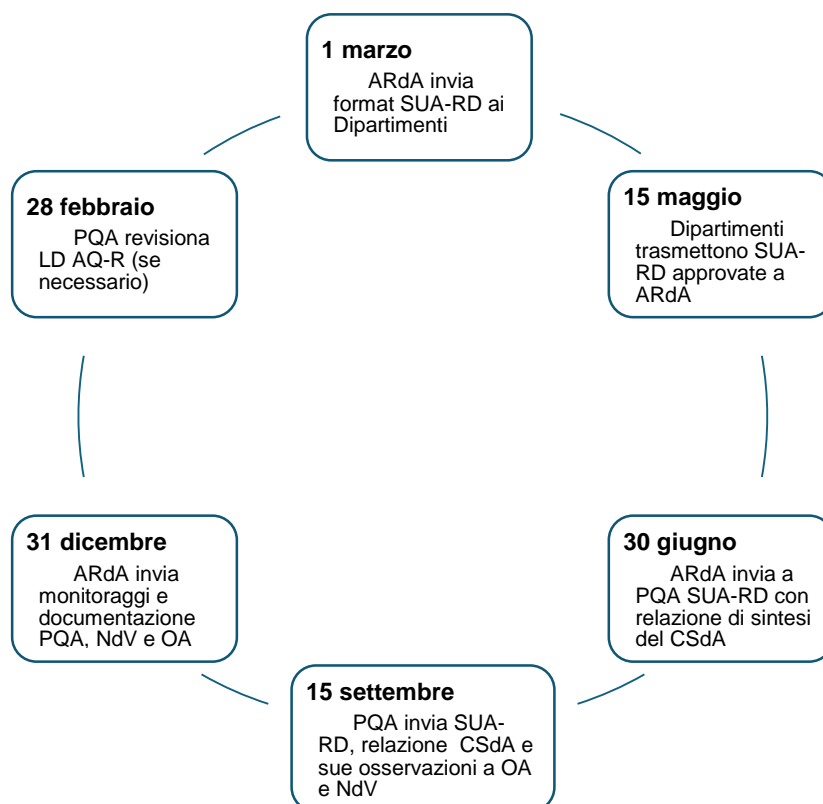 1 marzo
ARdA invia
format SUA-RD ai
Dipartimenti
15 maggio
Dipartimenti
trasmettono SUA-
RD approvate a
ARdA
30 giugno
ARdA invia a
PQA SUA-RD con
relazione di sintesi
del CSdA
15 settembre
PQA invia SUA-
RD, relazione CSdA e
sue osservazioni a OA
e NdV
31 dicembre
ARdA invia
monitoraggi e
documentazione
PQA, NdV e OA
28 febbraio
PQA revisiona
LD AQ-R (se
necessario)